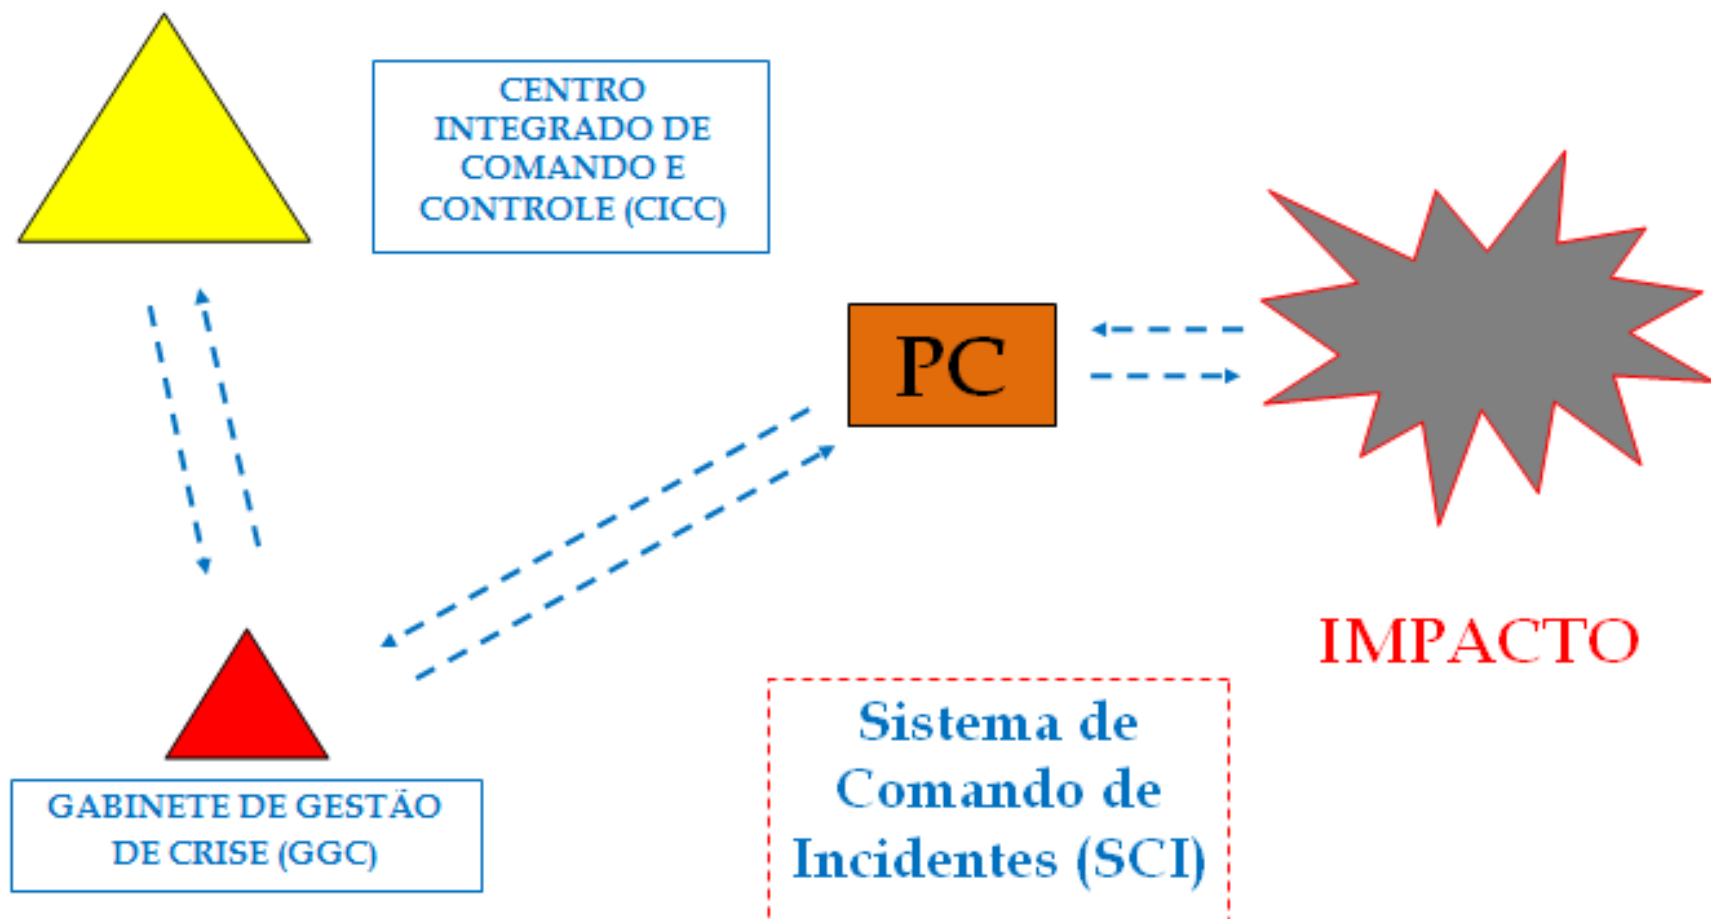 CENTRO
INTEGRADO DE
COMANDO E
CONTROLE (CICC)
PC
IMPACTO
Sistema de
Comando de
Incidentes (SCI)
GABINETE DE GESTÃO
DE CRISE (GGC)